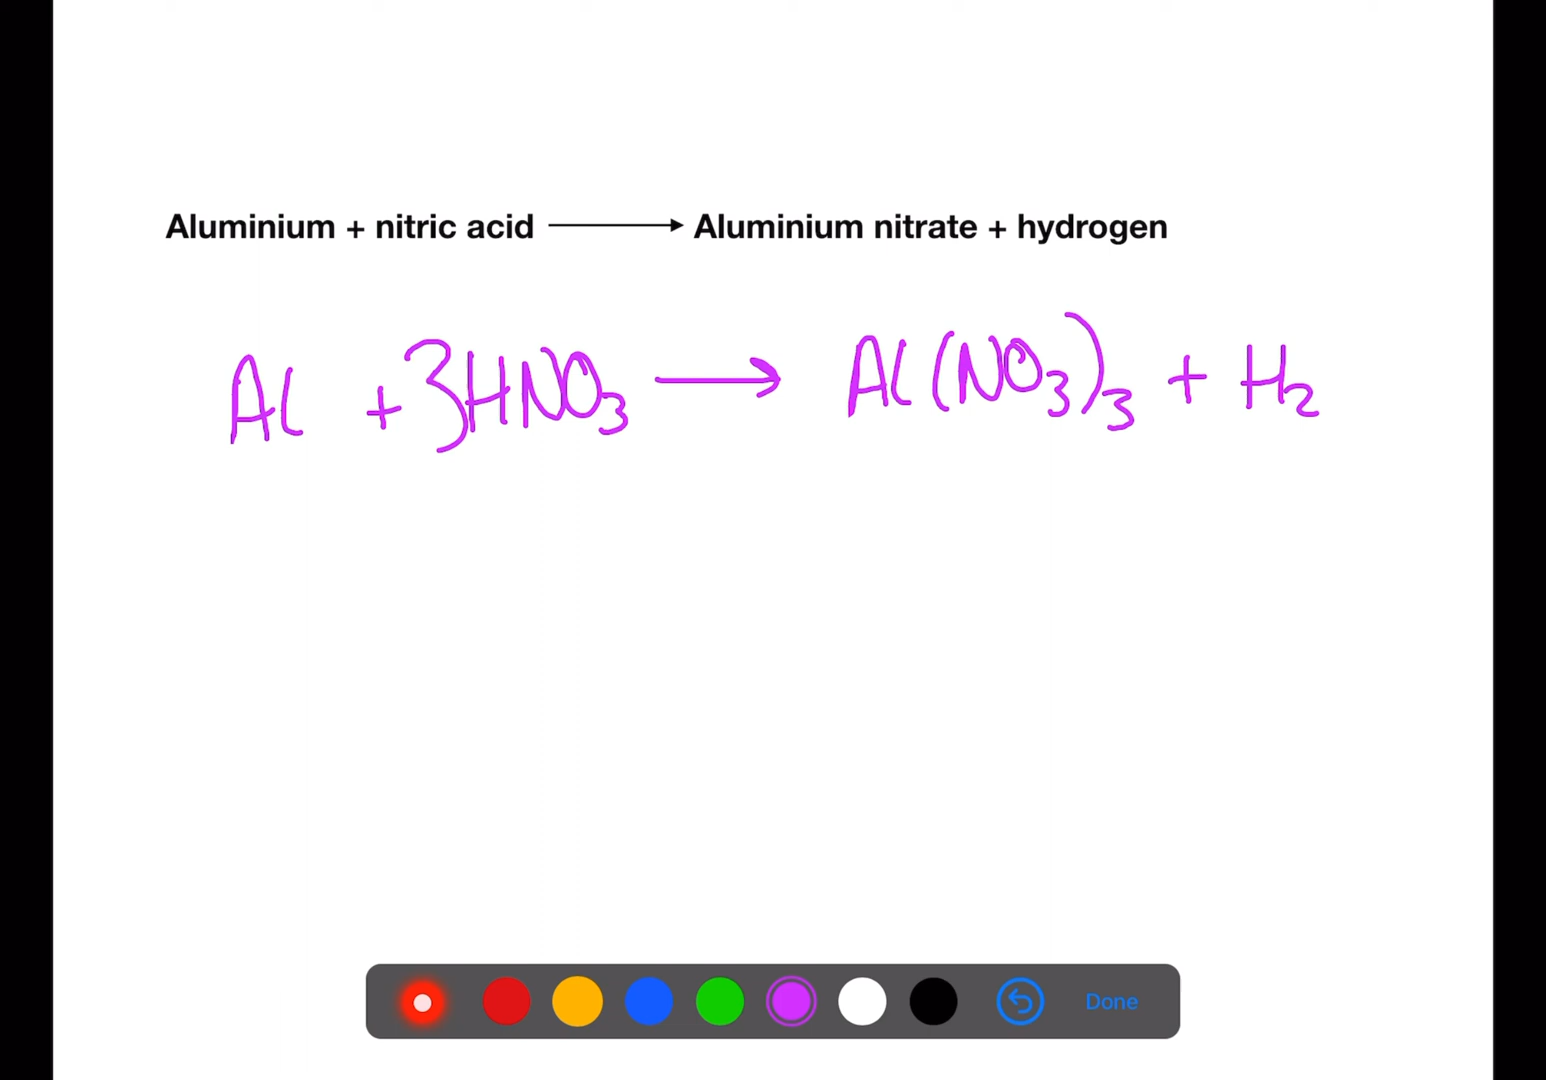 Aluminium + nitric acid ⟶ Aluminium nitrate + hydrogen
Al + 3HNO₃ ⟶ Al(NO₃)₃ + H₂
Done